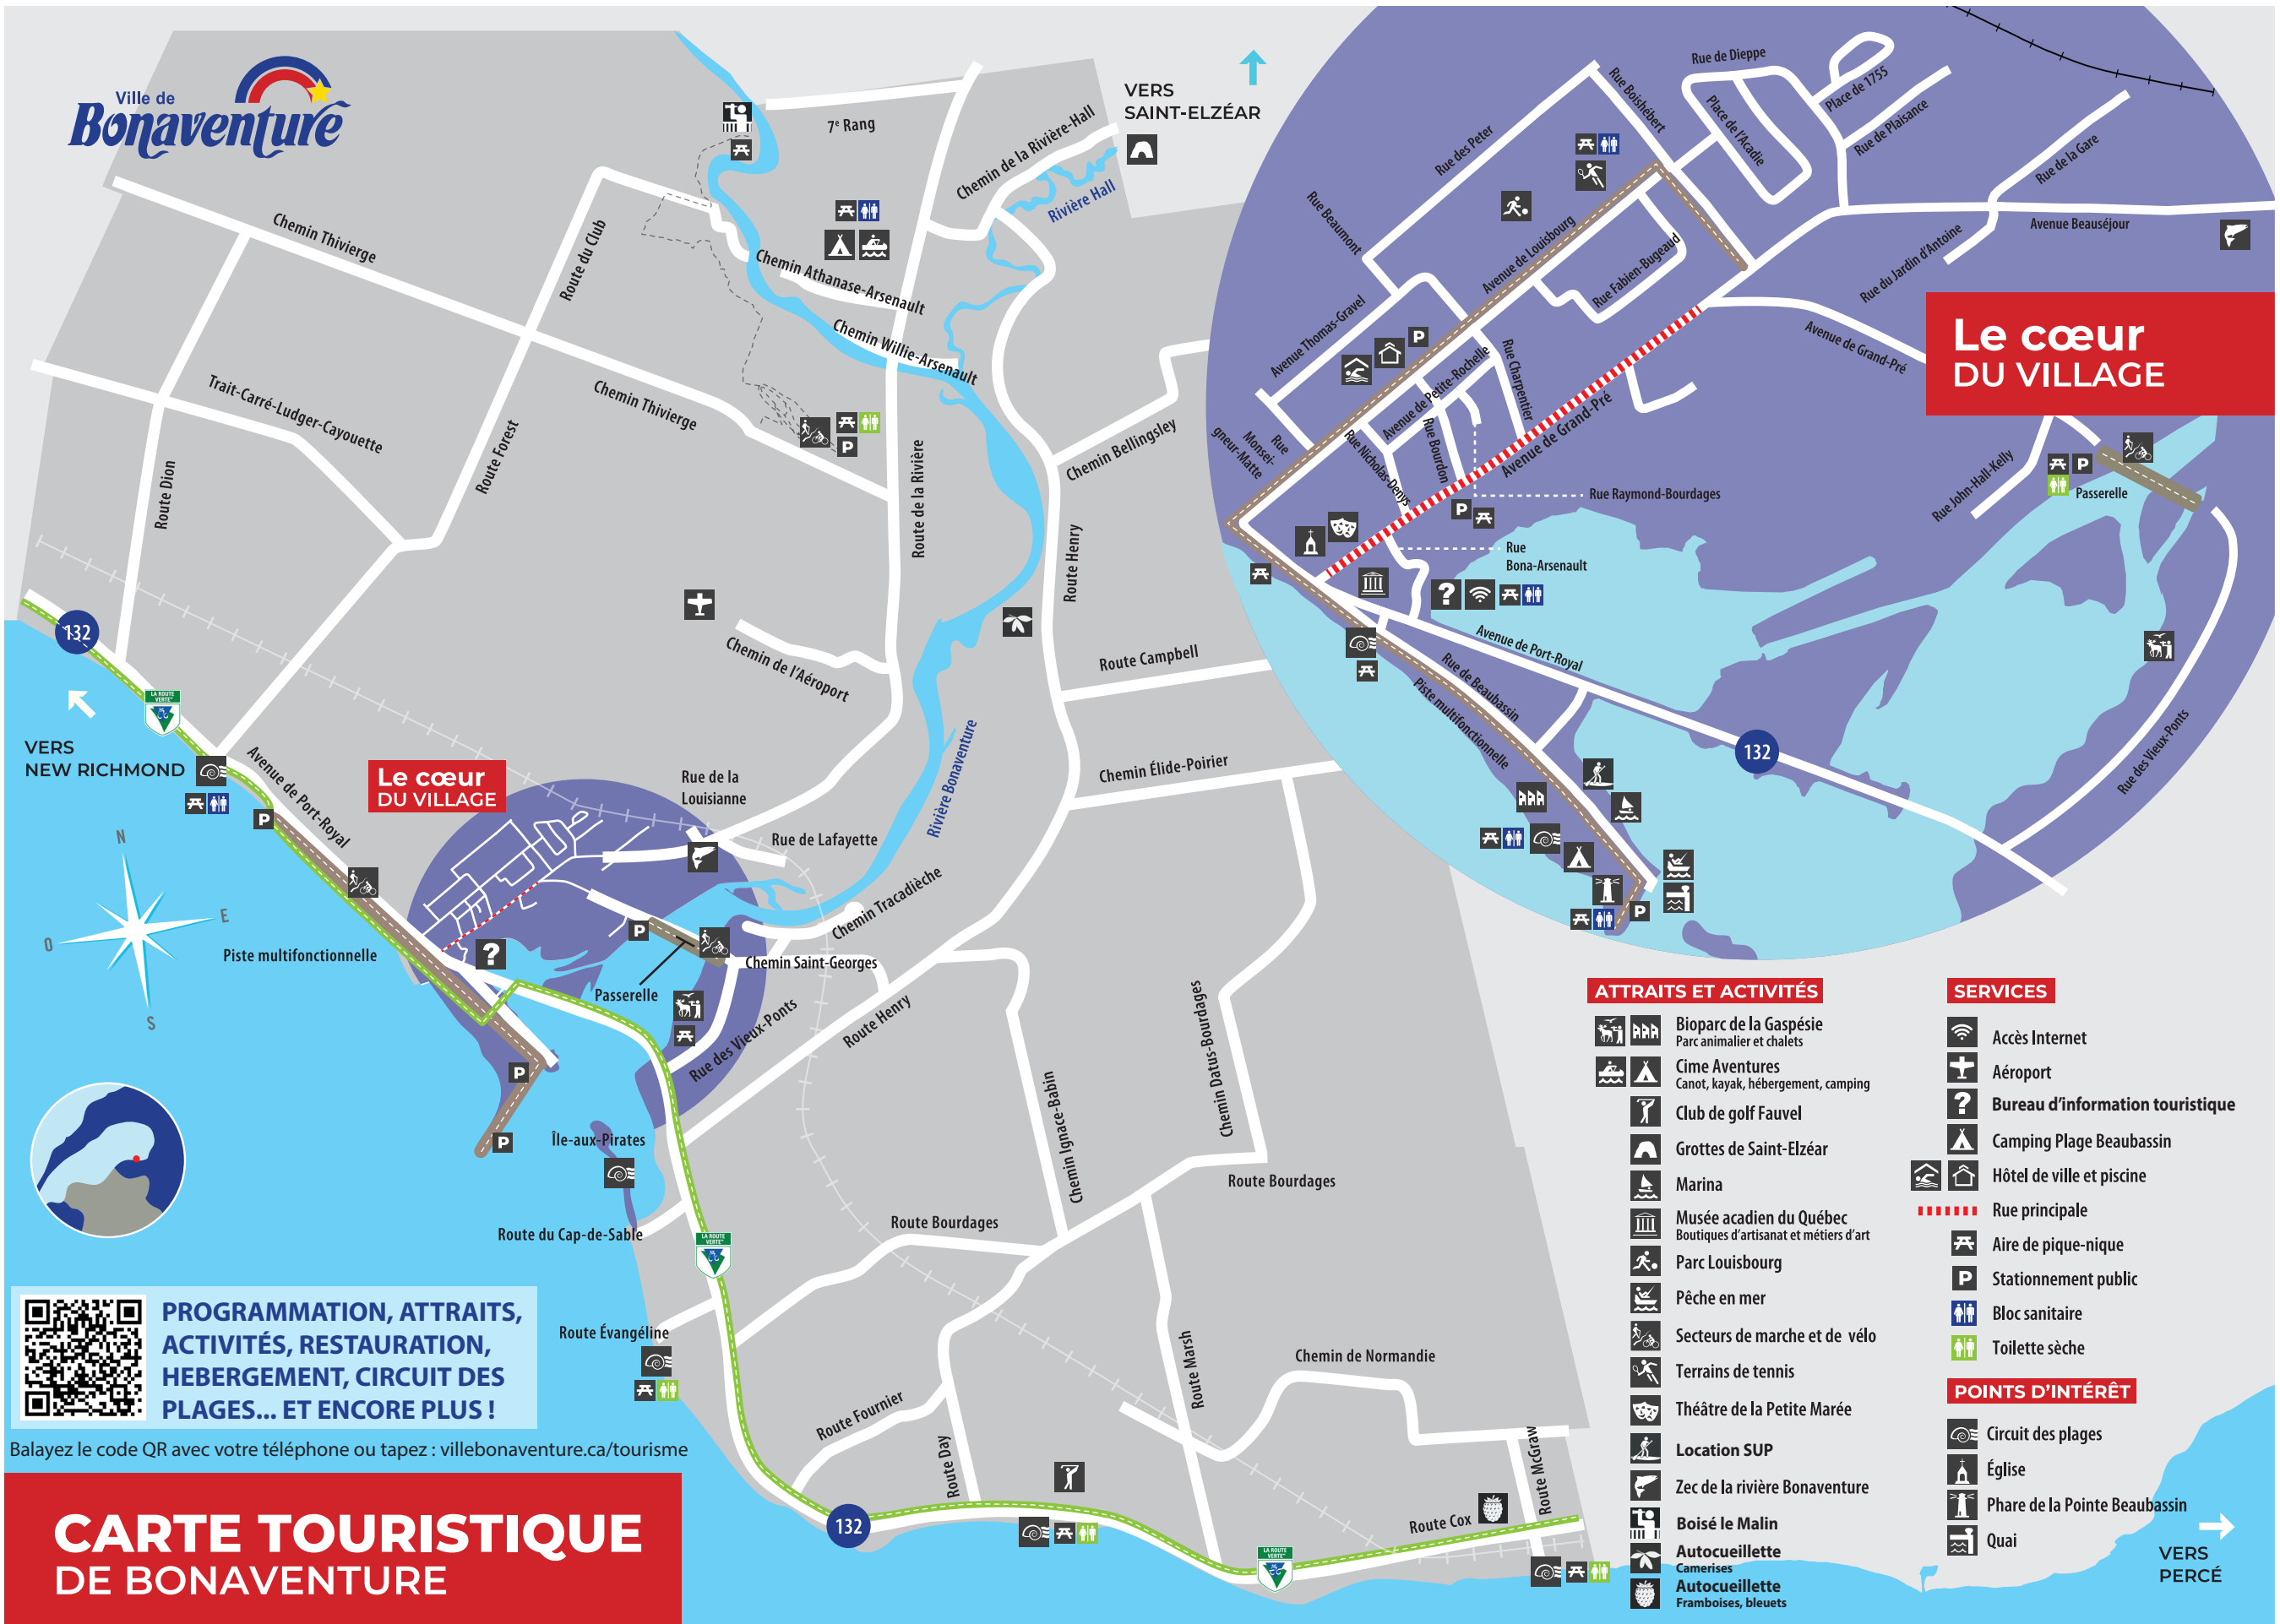 Ville de
Bonaventure
VERS
SAINT-ELZÉAR
7e Rang
Chemin de la Rivière-Hall
Rivière Hall
Chemin Thivierge
Route du Club
Chemin Athanase-Arsenault
Chemin Willie-Arsenault
Trait-Carré-Ludger-Cayouette
Chemin Thivierge
Route Forest
Route Dion
Route de la Rivière
Chemin Bellingsley
Route Henry
132
Chemin de l'Aéroport
Route Campbell
LA ROUTE
VERTE
VERS
NEW RICHMOND
Avenue de Port-Royal
P
Le cœur
DU VILLAGE
Rue de la
Louisianne
Rivière Bonaventure
Chemin Élide-Poirier
Rue de Lafayette
Chemin Tracadièche
N
E
O
S
Piste multifonctionnelle
?
P
Passerelle
Chemin Saint-Georges
Rue des Vieux-Ponts
Route Henry
P
P
P
Île-aux-Pirates
Chemin Ignace-Babin
Chemin Datus-Bourdages
Route du Cap-de-Sable
Route Bourdages
Route Bourdages
LA ROUTE
VERTE
Route Évangéline
Route Fournier
Route Day
Route Marsh
Chemin de Normandie
Route McGraw
Route Cox
132
LA ROUTE
VERTE
PROGRAMMATION, ATTRAITS,
ACTIVITÉS, RESTAURATION,
HEBERGEMENT, CIRCUIT DES
PLAGES... ET ENCORE PLUS !
Balayez le code QR avec votre téléphone ou tapez : villebonaventure.ca/tourisme
CARTE TOURISTIQUE
DE BONAVENTURE
Rue de Dieppe
Rue Boishébert
Place de 1755
Place de l'Acadie
Rue de Plaisance
Rue des Peter
Rue de la Gare
Rue Beaumont
Avenue de Louisbourg
Rue Fabien-Bugeaud
Avenue Beauséjour
Rue du Jardin d'Antoine
Avenue Thomas-Gravel
P
Avenue de Grand-Pré
Le cœur
DU VILLAGE
Avenue de Petite-Rochelle
Rue Charpentier
Rue
Monsei-
gneur-Matte
Rue Nicholas-Denys
Rue Bourdon
Avenue de Grand-Pré
Rue Raymond-Bourdages
P
Rue John-Hall-Kelly
P
Passerelle
Rue
Bona-Arsenault
?
Avenue de Port-Royal
Rue de Beaubassin
Piste multifonctionnelle
132
Rue des Vieux-Ponts
P
ATTRAITS ET ACTIVITÉS
Bioparc de la Gaspésie
Parc animalier et chalets
Cime Aventures
Canot, kayak, hébergement, camping
Club de golf Fauvel
Grottes de Saint-Elzéar
Marina
Musée acadien du Québec
Boutiques d'artisanat et métiers d'art
Parc Louisbourg
Pêche en mer
Secteurs de marche et de vélo
Terrains de tennis
Théâtre de la Petite Marée
Location SUP
Zec de la rivière Bonaventure
Boisé le Malin
Autocueillette
Camerises
Autocueillette
Framboises, bleuets
SERVICES
Accès Internet
Aéroport
? Bureau d'information touristique
Camping Plage Beaubassin
Hôtel de ville et piscine
Rue principale
Aire de pique-nique
P Stationnement public
Bloc sanitaire
Toilette sèche
POINTS D'INTÉRÊT
Circuit des plages
Église
Phare de la Pointe Beaubassin
Quai
VERS
PERCÉ